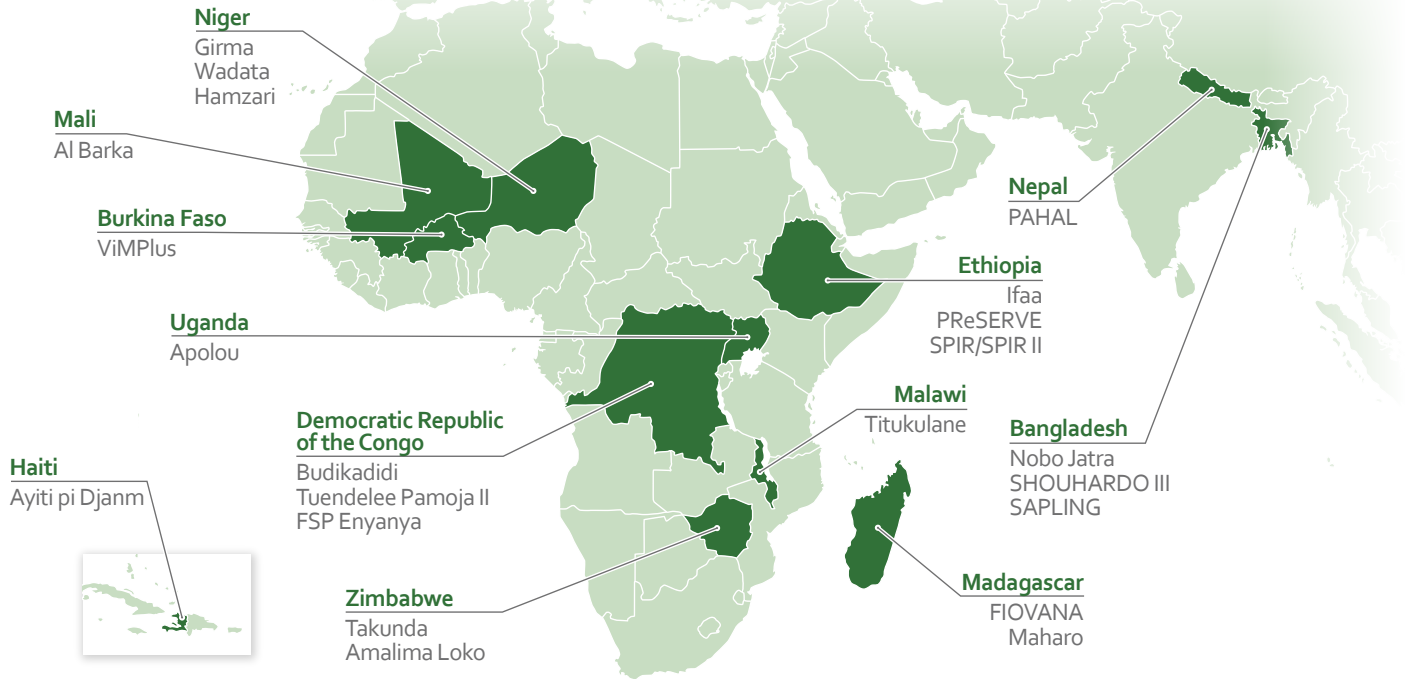 Niger
Girma
Wadata
Hamzari
Mali
Al Barka
Burkina Faso
ViMPlus
Uganda
Apolou
Democratic Republic
of the Congo
Budikadidi
Tuendelee Pamoja II
FSP Enyanya
Haiti
Ayiti pi Djanm
Zimbabwe
Takunda
Amalima Loko
Nepal
PAHAL
Ethiopia
Ifaa
PReSERVE
SPIR/SPIR II
Malawi
Titukulane
Bangladesh
Nobo Jatra
SHOUHARDO III
SAPLING
Madagascar
FIOVANA
Maharo